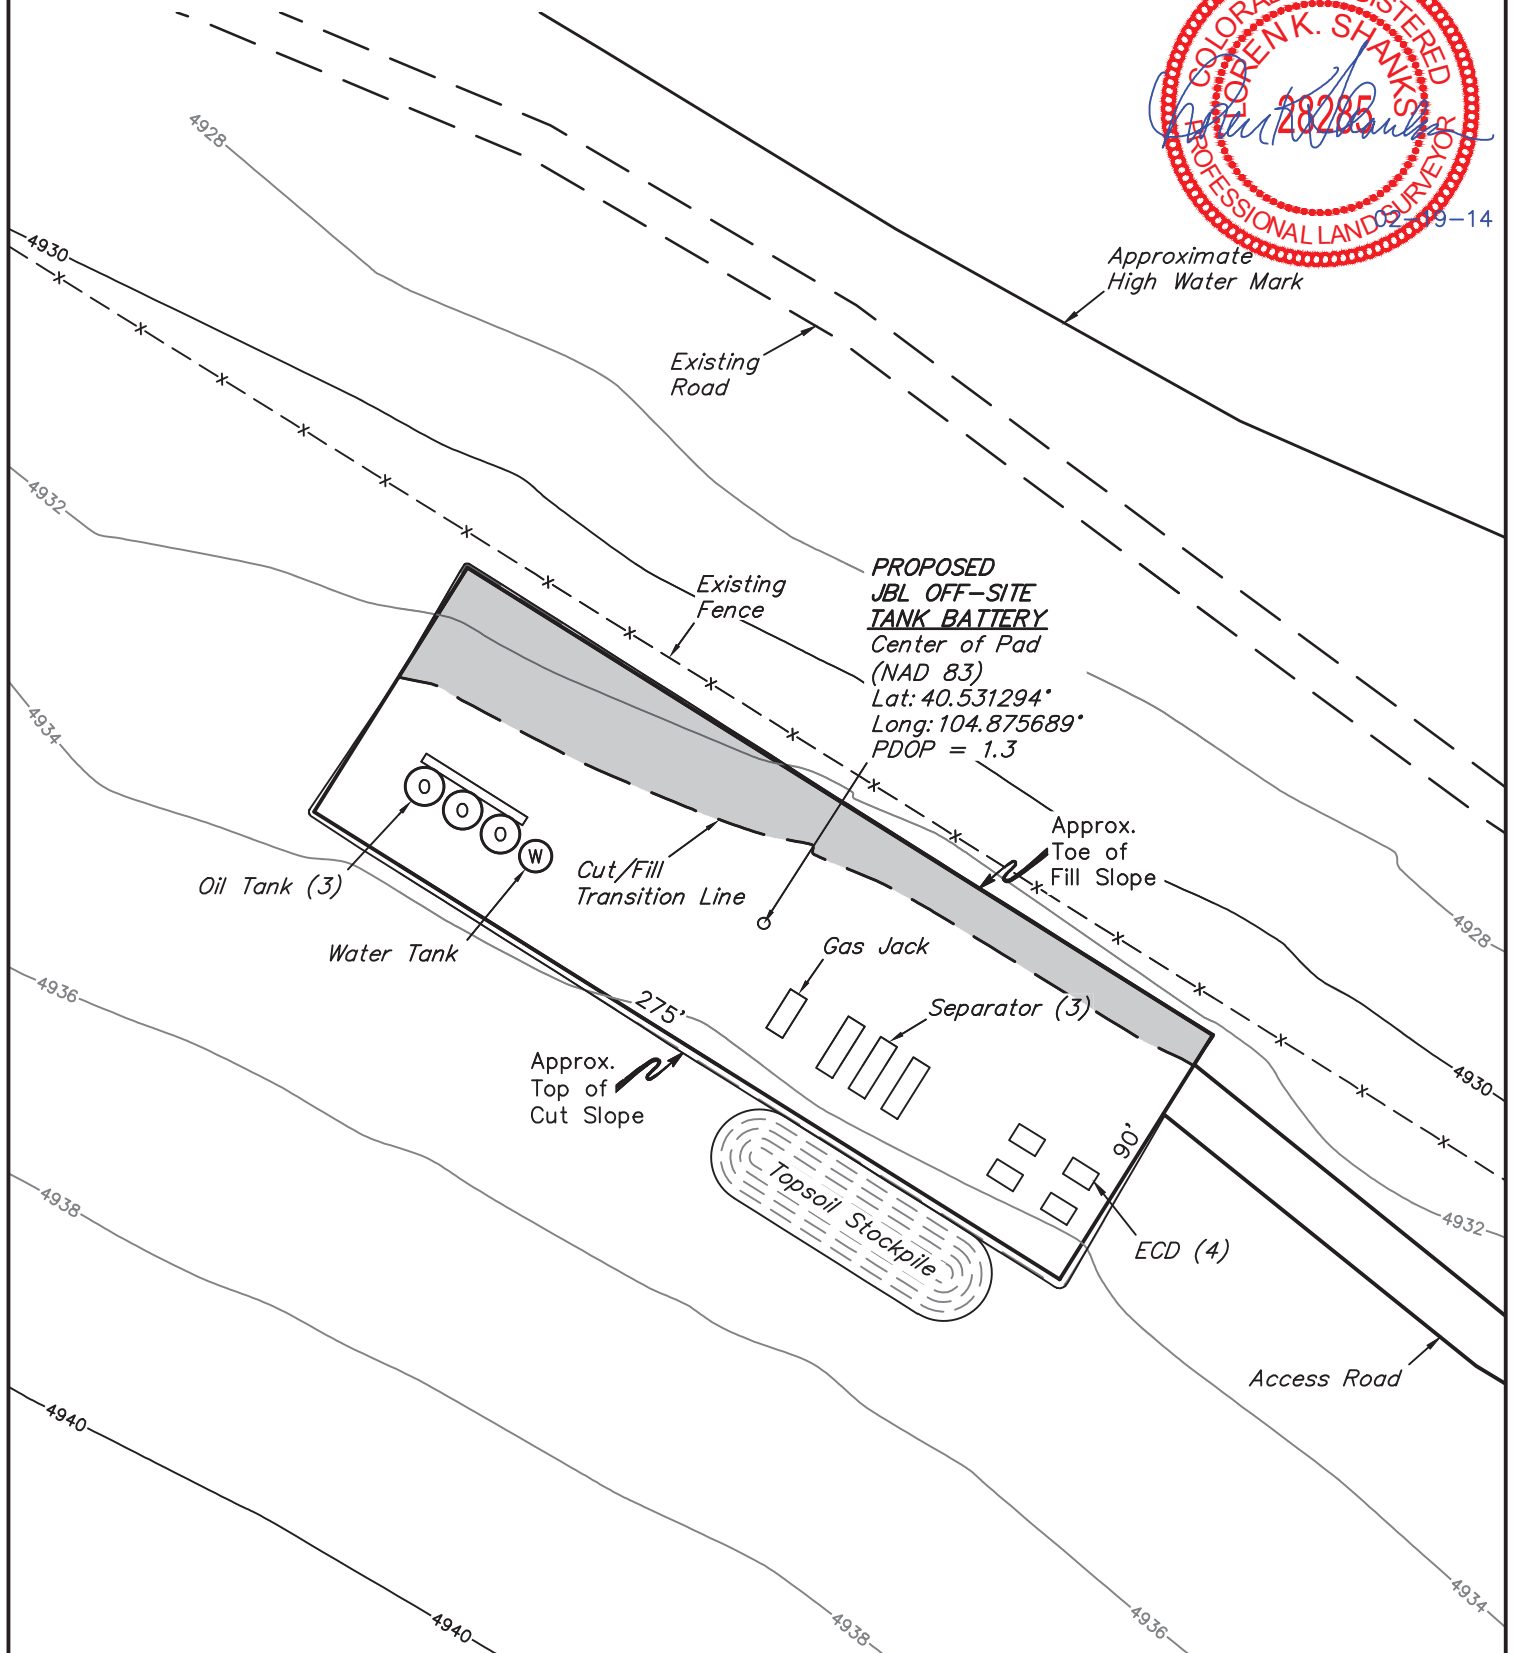 COLORA
ISTERED
LOREN K. SHANKS
28285
PROFESSIONAL LAND SURVEYOR
02-19-14
4928
4930
Approximate
High Water Mark
Existing
Road
4932
Existing
Fence
PROPOSED
JBL OFF-SITE
TANK BATTERY
Center of Pad
(NAD 83)
Lat: 40.531294°
Long: 104.875689°
PDOP = 1.3
4934
O
O
O
W
Oil Tank (3)
Cut/Fill
Transition Line
Approx.
Toe of
Fill Slope
Water Tank
Gas Jack
4928
4936
275'
Separator (3)
Approx.
Top of
Cut Slope
4930
90'
4938
Topsoil Stockpile
4932
ECD (4)
Access Road
4940
4940
4938
4936
4934